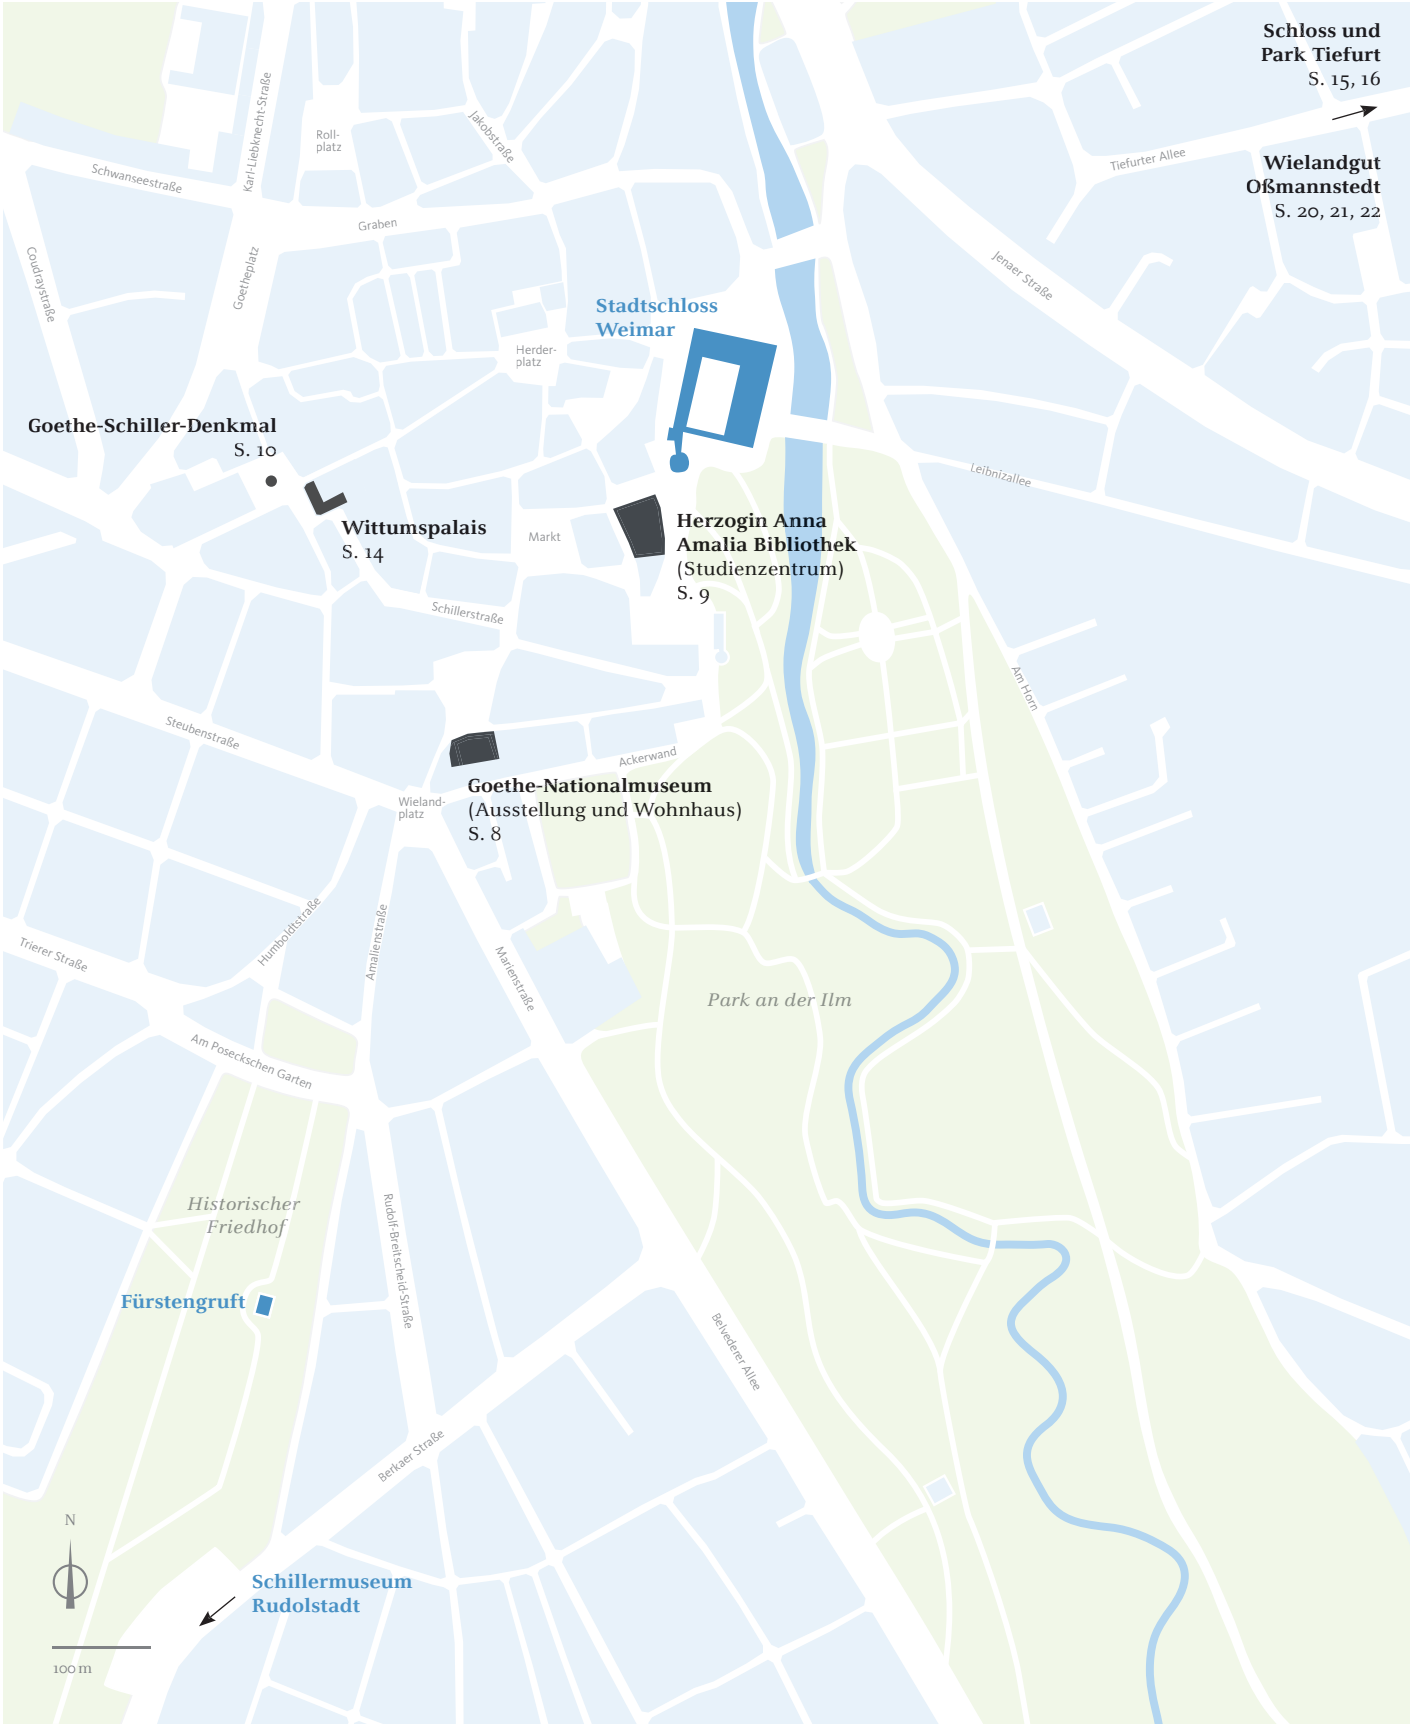 Schloss und
Park Tiefurt
S. 15, 16
Wielandgut
Oßmannstedt
S. 20, 21, 22
Tiefurter Allee
Jenaer Straße
Karl-Liebknecht-Straße
Roll-
platz
Jakobstraße
Schwanseestraße
Graben
Coudraystraße
Goetheplatz
Stadtschloss
Weimar
Herder-
platz
Goethe-Schiller-Denkmal
S. 10
Leibnizallee
Wittumspalais
S. 14
Markt
Herzogin Anna
Amalia Bibliothek
(Studienzentrum)
S. 9
Schillerstraße
Am Horn
Steubenstraße
Ackerwand
Goethe-Nationalmuseum
(Ausstellung und Wohnhaus)
S. 8
Wieland-
platz
Humboldtstraße
Amalienstraße
Trierer Straße
Marienstraße
Park an der Ilm
Am Poseckschen Garten
Historischer
Friedhof
Rudolf-Breitscheid-Straße
Fürstengruft
Belvederer Allee
Berkaer Straße
N
Schillermuseum
Rudolstadt
100 m